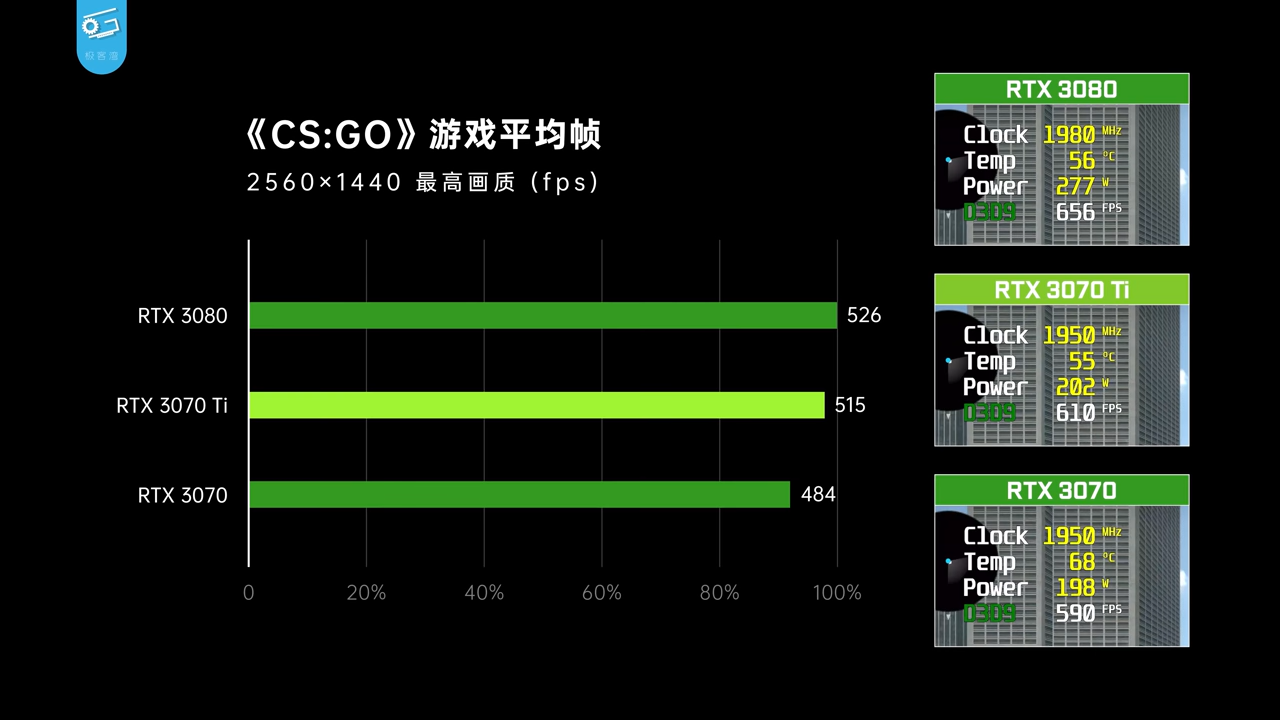 极客湾
《CS:GO》游戏平均帧
2560×1440 最高画质 (fps)
RTX 3080 526
RTX 3070 Ti 515
RTX 3070 484
0 20% 40% 60% 80% 100%
RTX 3080
Clock 1980 MHz
Temp 56 °C
Power 277 W
D3D9 656 FPS
RTX 3070 Ti
Clock 1950 MHz
Temp 55 °C
Power 202 W
D3D9 610 FPS
RTX 3070
Clock 1950 MHz
Temp 68 °C
Power 198 W
D3D9 590 FPS